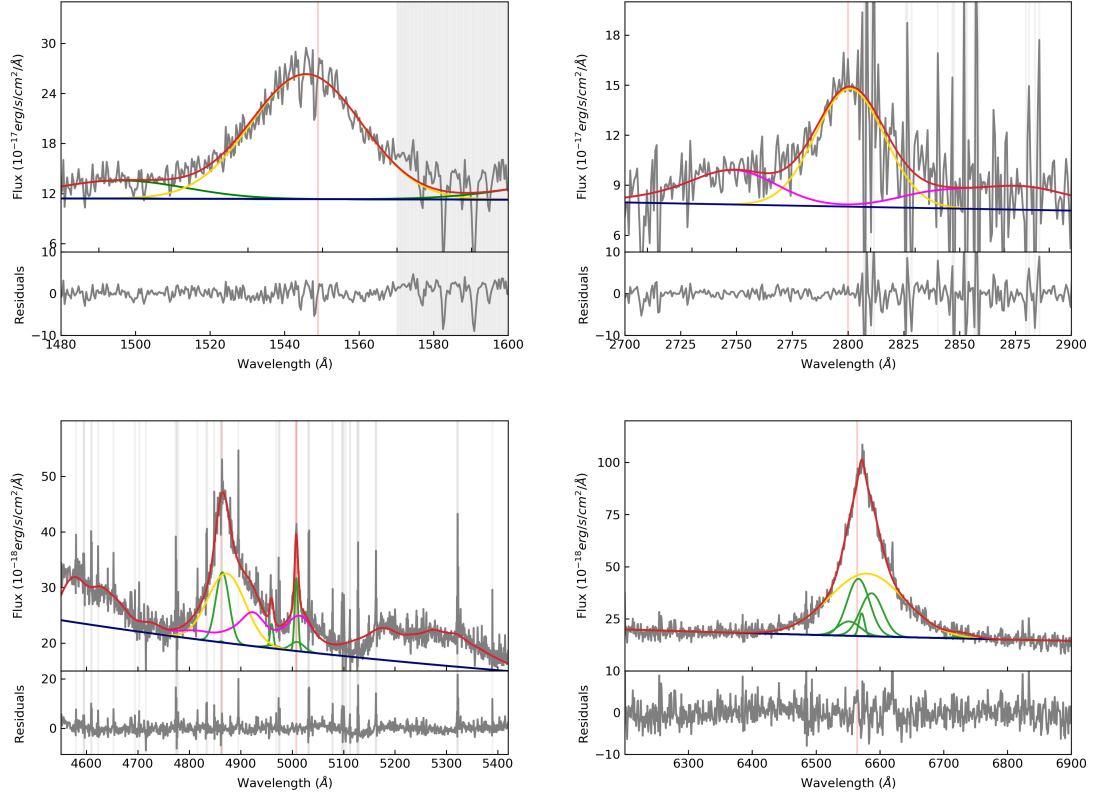 Flux (10⁻¹⁷erg/s/cm²/Å)
30
24
18
12
6
Residuals
10
0
−10
1480 1500 1520 1540 1560 1580 1600
Wavelength (Å)
Flux (10⁻¹⁷erg/s/cm²/Å)
18
15
12
9
6
Residuals
10
0
−10
2700 2725 2750 2775 2800 2825 2850 2875 2900
Wavelength (Å)
Flux (10⁻¹⁸erg/s/cm²/Å)
50
40
30
20
Residuals
20
0
4600 4700 4800 4900 5000 5100 5200 5300 5400
Wavelength (Å)
Flux (10⁻¹⁸erg/s/cm²/Å)
100
75
50
25
Residuals
10
10
0
−10
6300 6400 6500 6600 6700 6800 6900
Wavelength (Å)